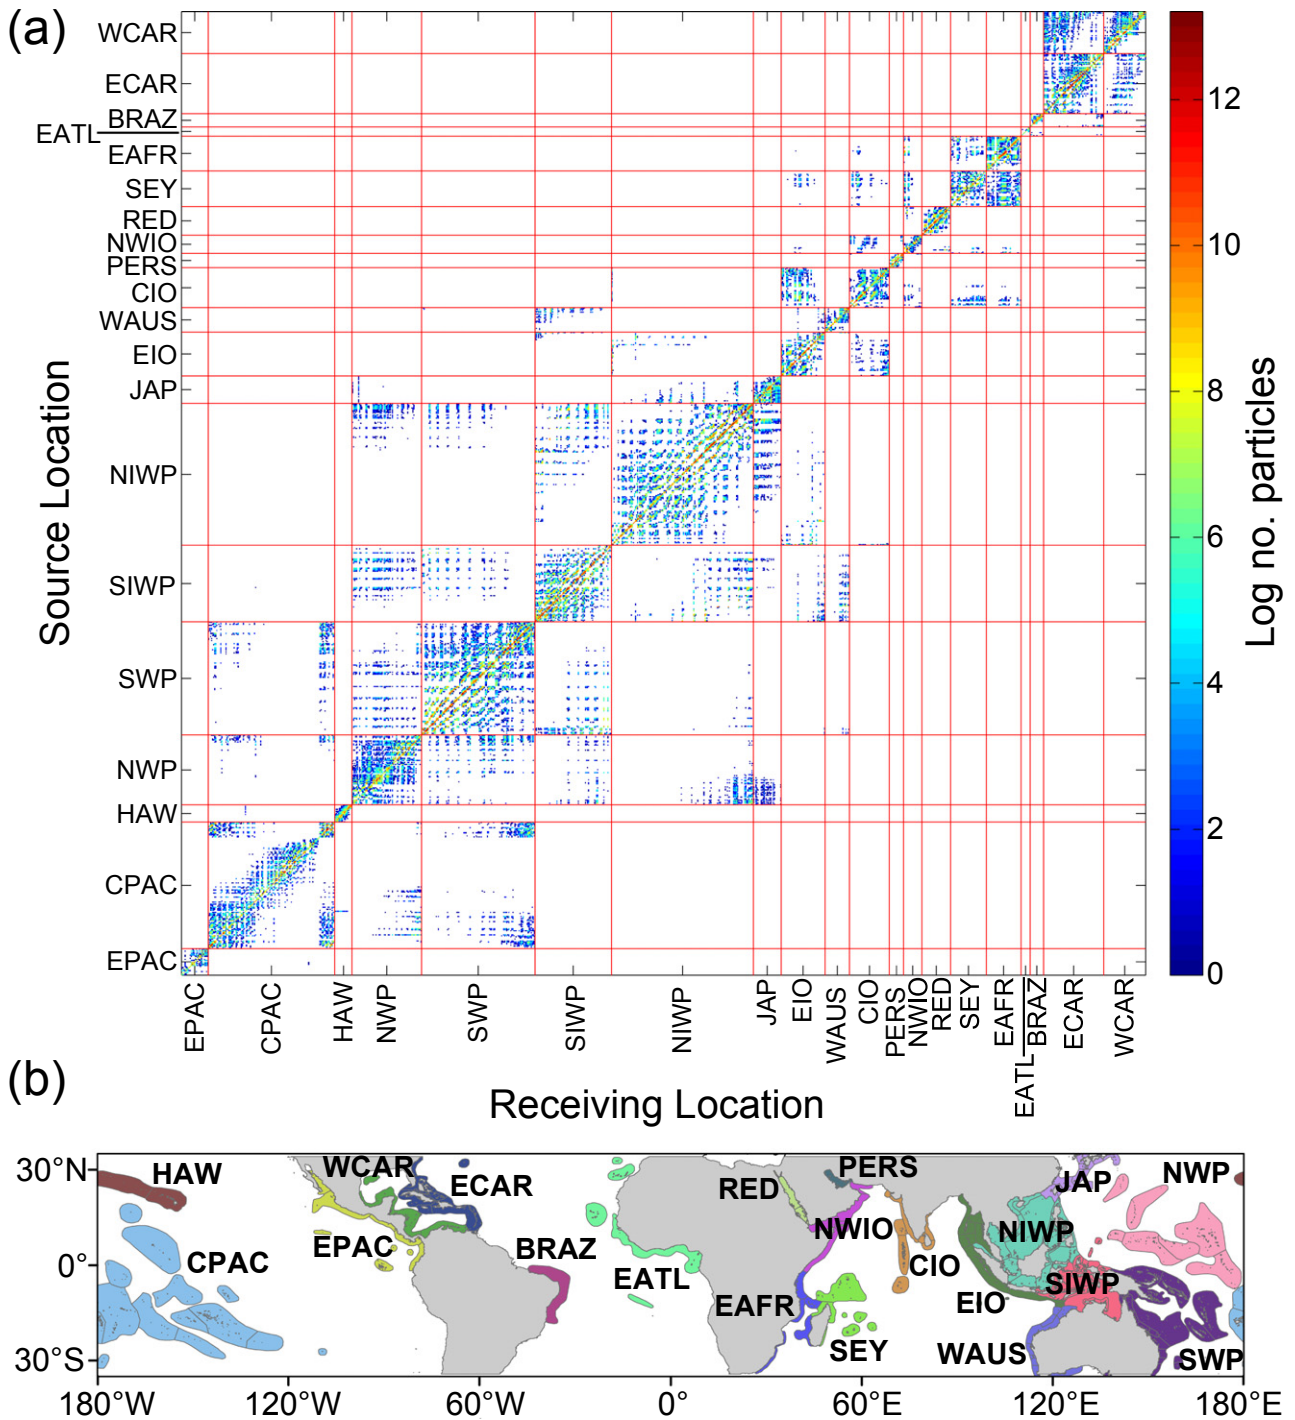 (a)
WCAR
ECAR
BRAZ
EATL
EAFR
SEY
RED
NWIO
PERS
CIO
WAUS
EIO
JAP
NIWP
SIWP
SWP
NWP
HAW
CPAC
EPAC
Source Location
12
10
8
6
4
2
0
Log no. particles
EPAC
CPAC
HAW
NWP
SWP
SIWP
NIWP
JAP
EIO
WAUS
CIO
PERS
NWIO
RED
SEY
EAFR
EATL
BRAZ
ECAR
WCAR
Receiving Location
(b)
30°N
0°
30°S
HAW
WCAR
ECAR
PERS
RED
JAP
NWP
CPAC
EPAC
BRAZ
EATL
NWIO
CIO
NIWP
SIWP
EAFR
EIO
SEY
WAUS
SWP
180°W
120°W
60°W
0°
60°E
120°E
180°E